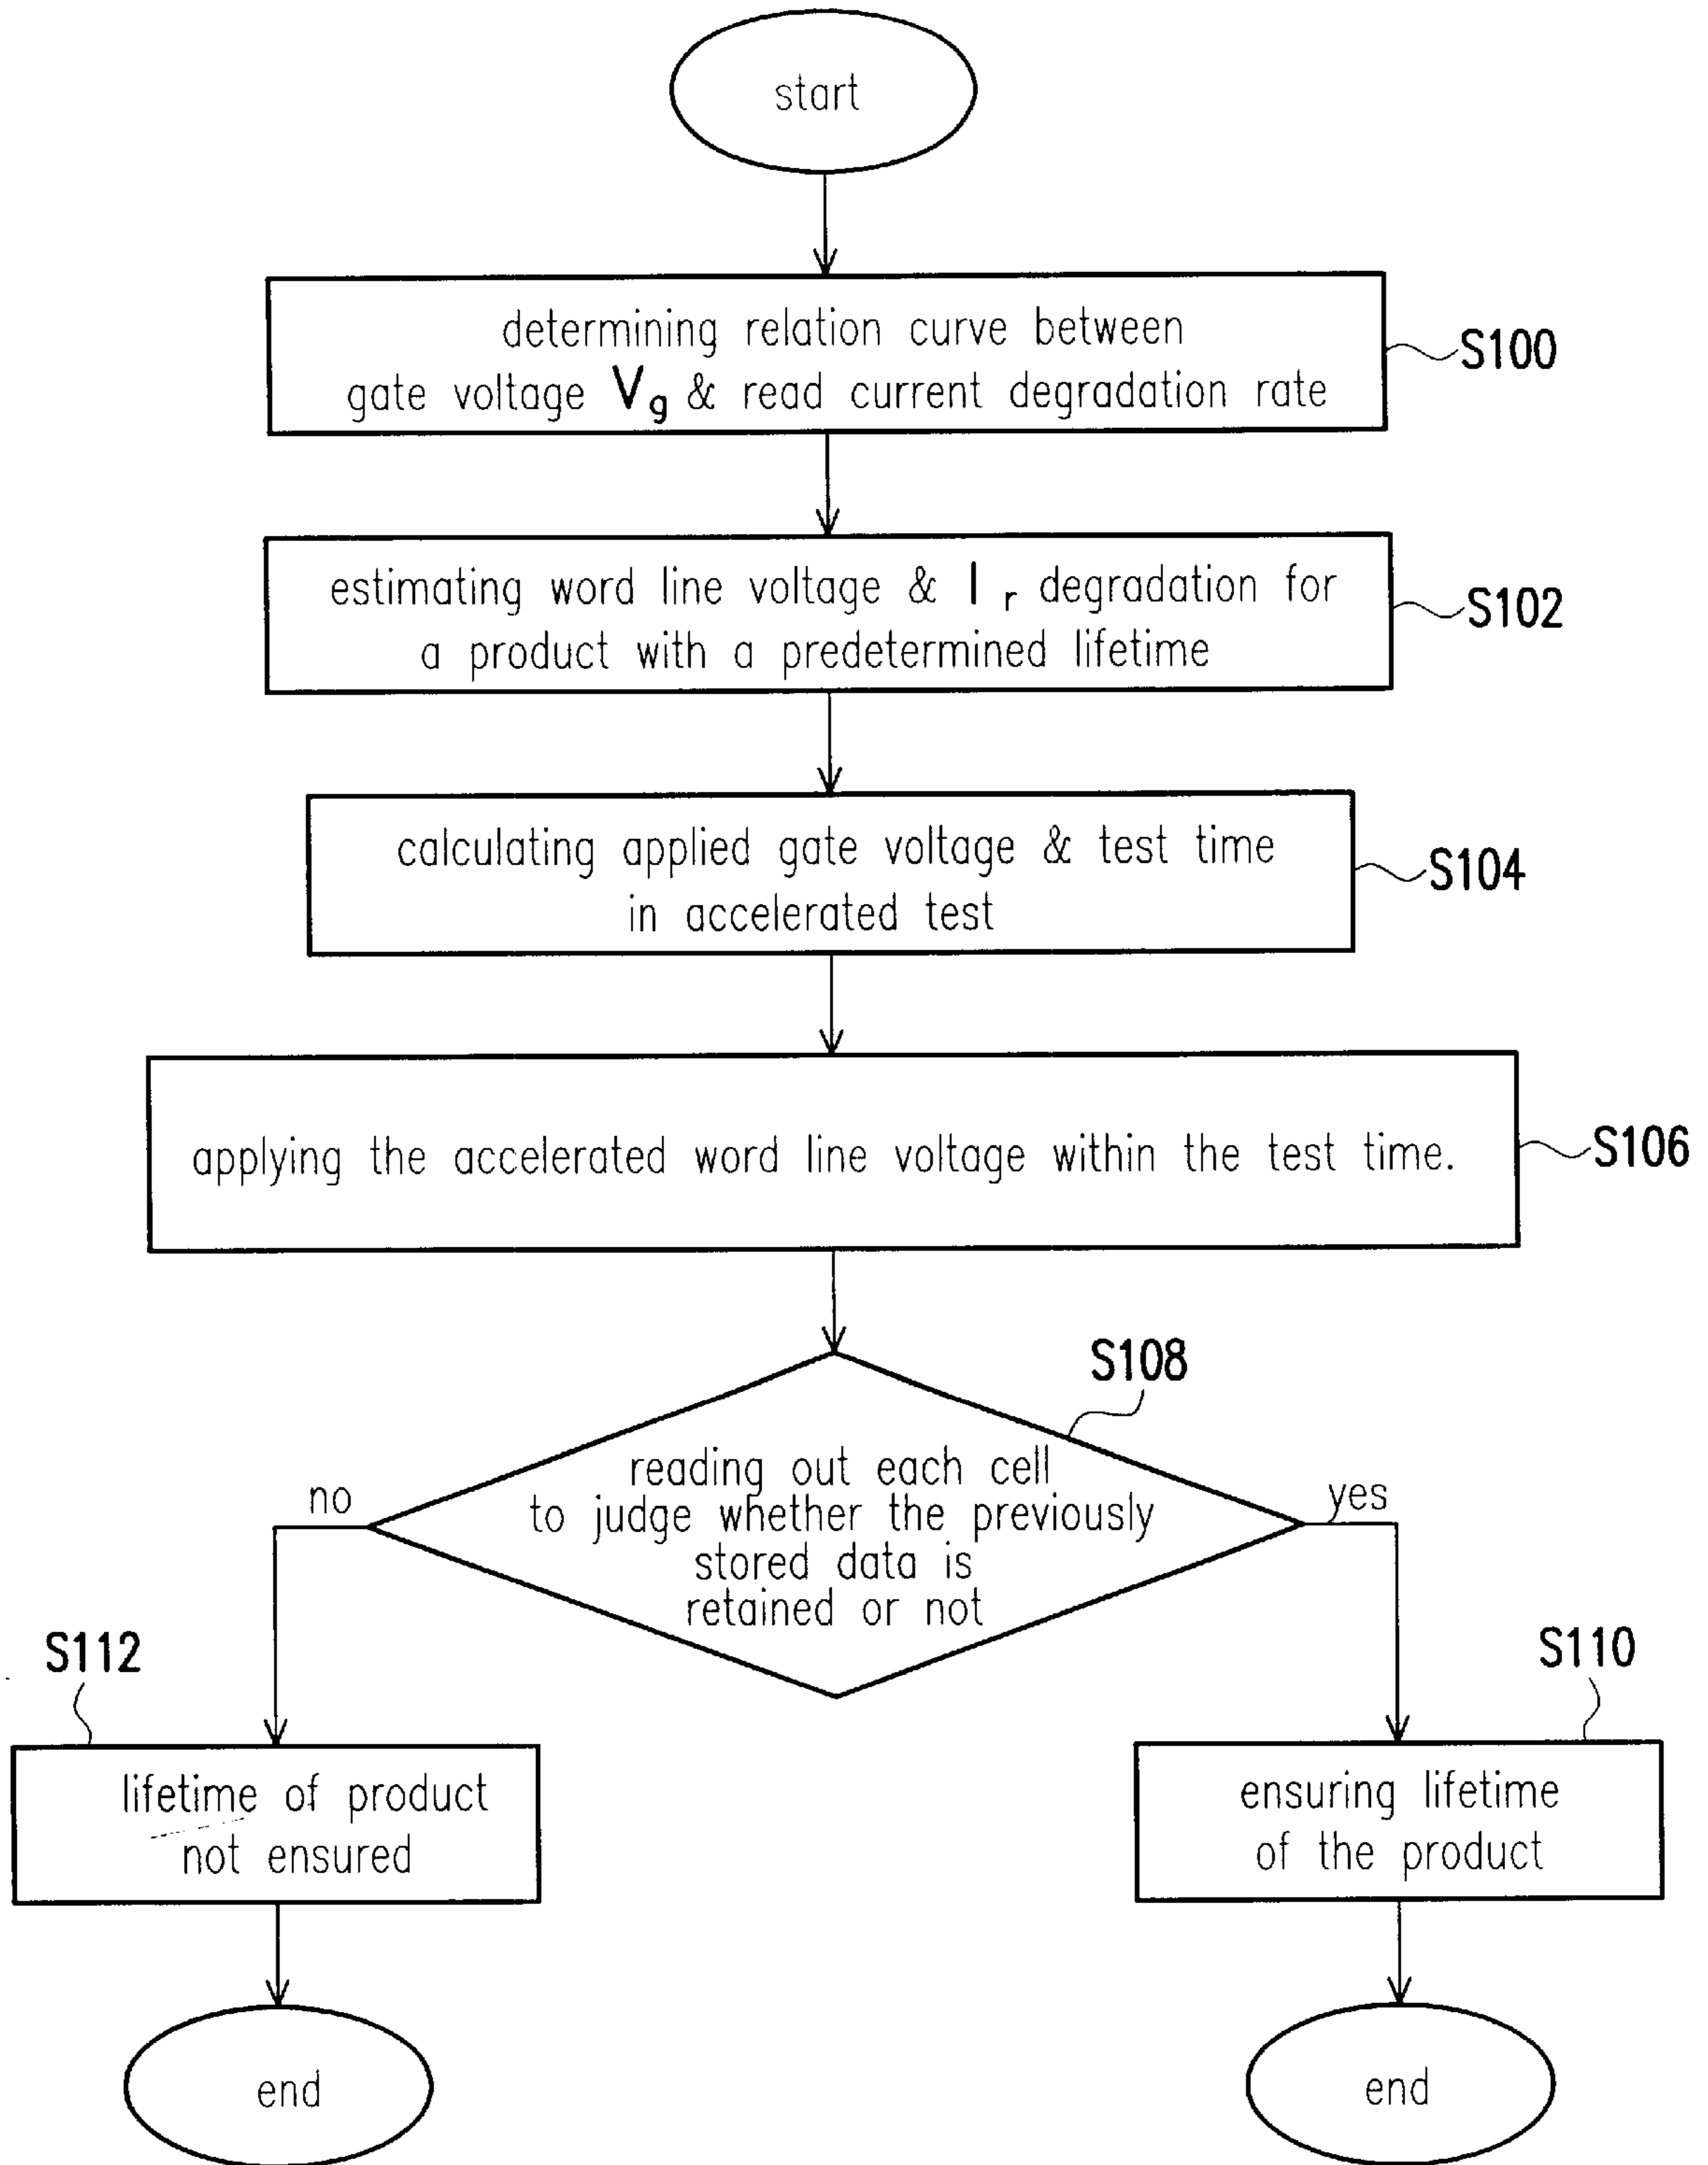 start
determining relation curve between
gate voltage Vg & read current degradation rate
S100
estimating word line voltage & Ir degradation for
a product with a predetermined lifetime
S102
calculating applied gate voltage & test time
in accelerated test
S104
applying the accelerated word line voltage within the test time.
S106
S108
reading out each cell
to judge whether the previously
stored data is
retained or not
no
yes
S112
lifetime of product
not ensured
end
S110
ensuring lifetime
of the product
end